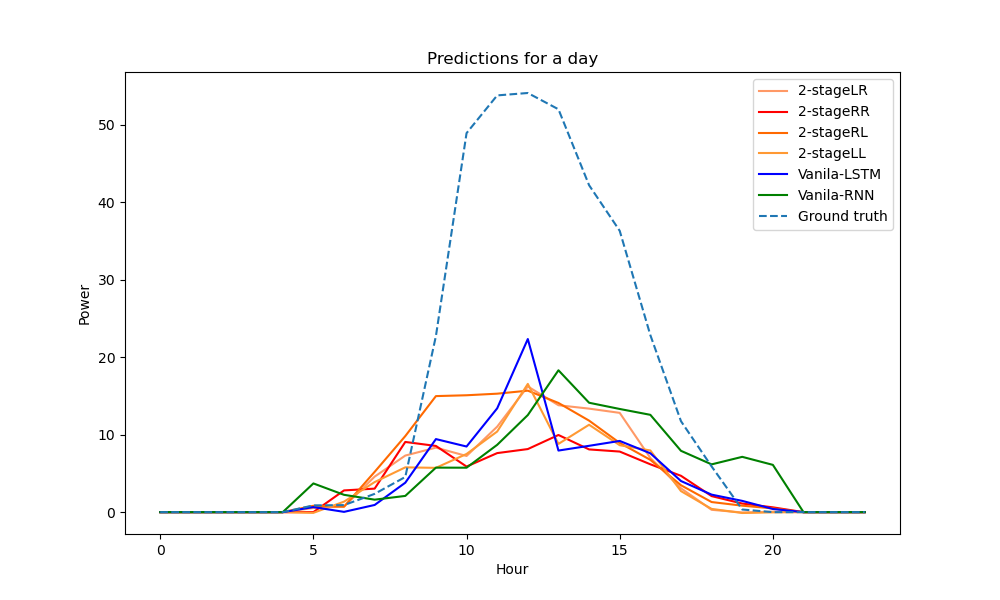 Predictions for a day
2-stageLR
2-stageRR
2-stageRL
2-stageLL
Vanila-LSTM
Vanila-RNN
Ground truth
50
40
30
20
10
0
Power
0 5 10 15 20
Hour